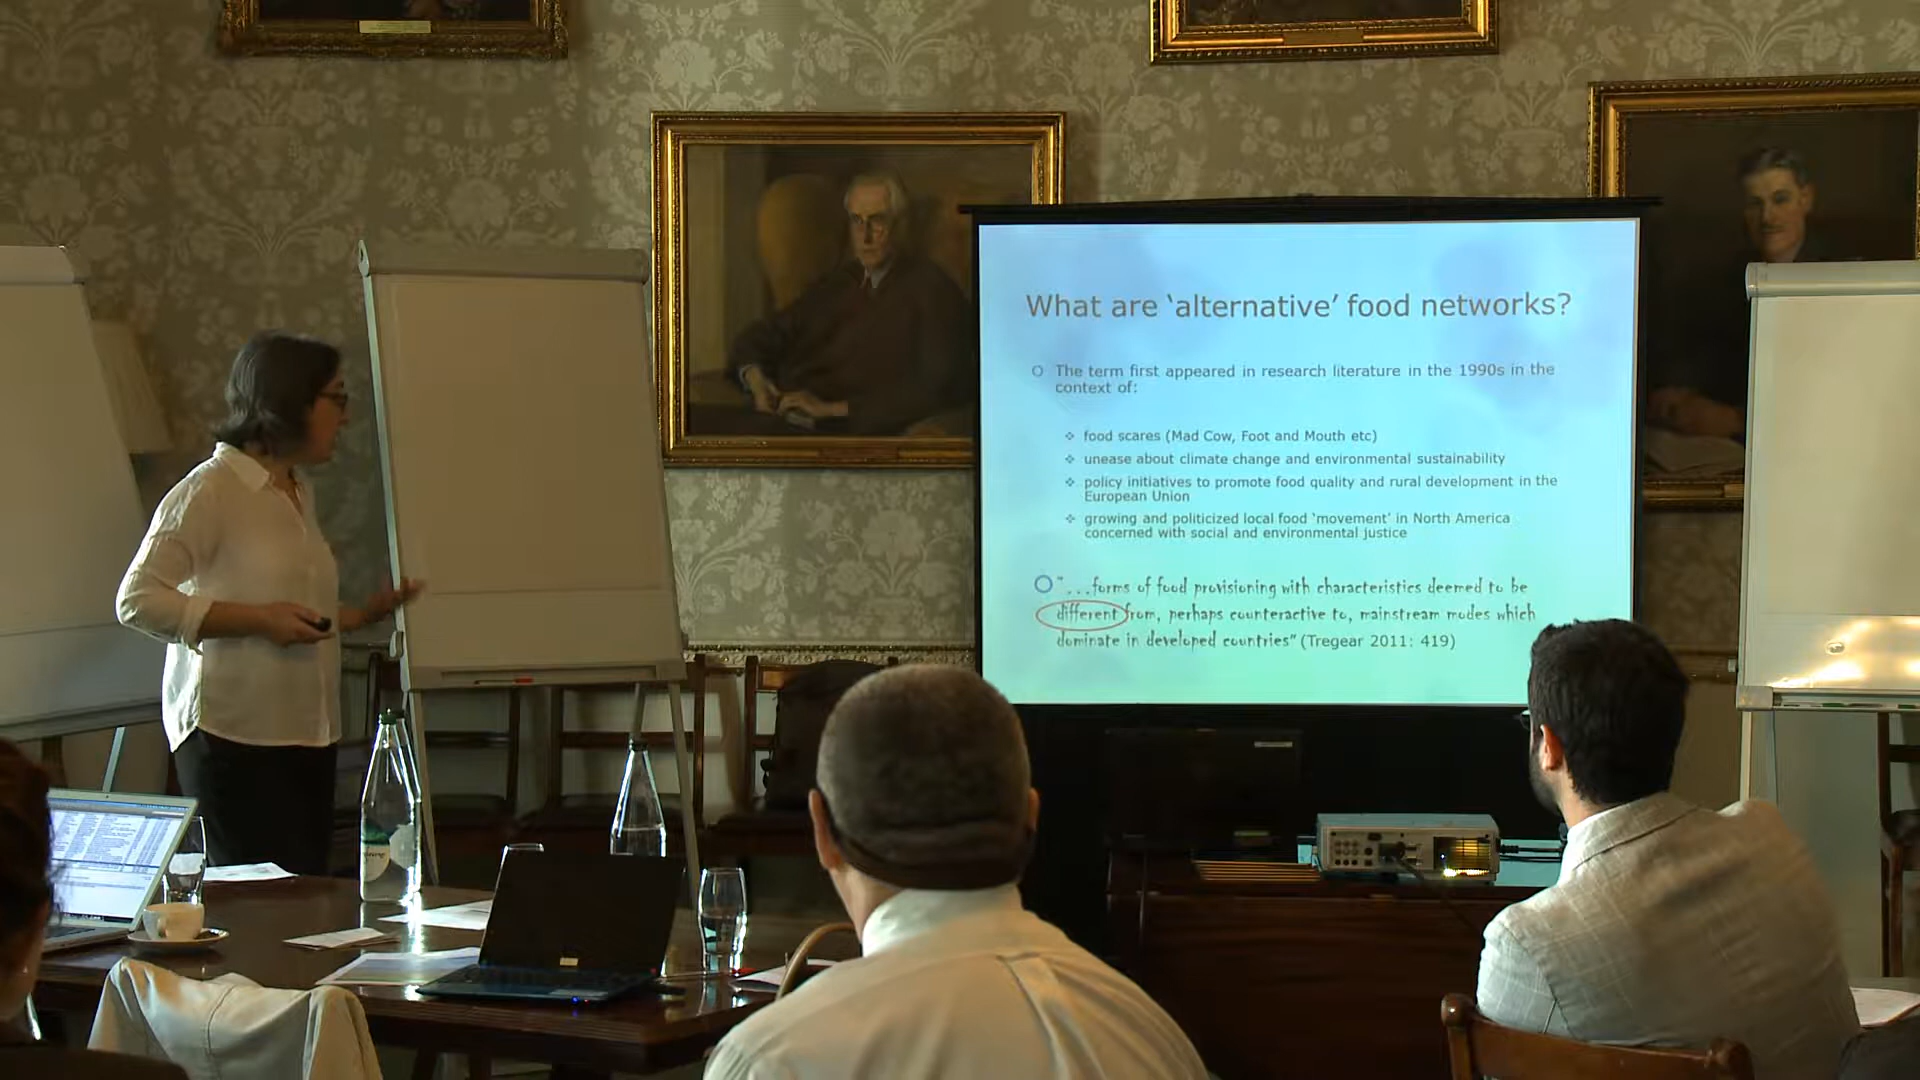 What are ‘alternative’ food networks?
The term first appeared in research literature in the 1990s in the
context of:
food scares (Mad Cow, Foot and Mouth etc)
unease about climate change and environmental sustainability
policy initiatives to promote food quality and rural development in the
European Union
growing and politicized local food ‘movement’ in North America
concerned with social and environmental justice
“...forms of food provisioning with characteristics deemed to be
different from, perhaps counteractive to, mainstream modes which
dominate in developed countries” (Tregear 2011: 419)